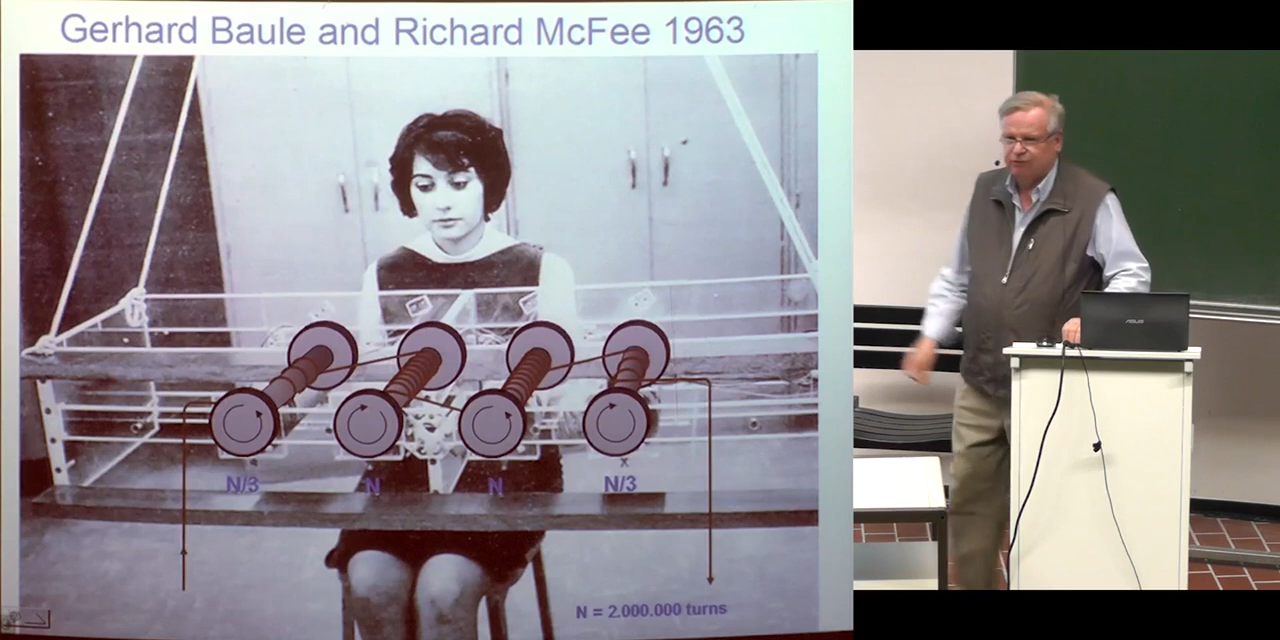 Gerhard Baule and Richard McFee 1963
N/3
N
N
N/3
N = 2.000.000 turns
ASUS